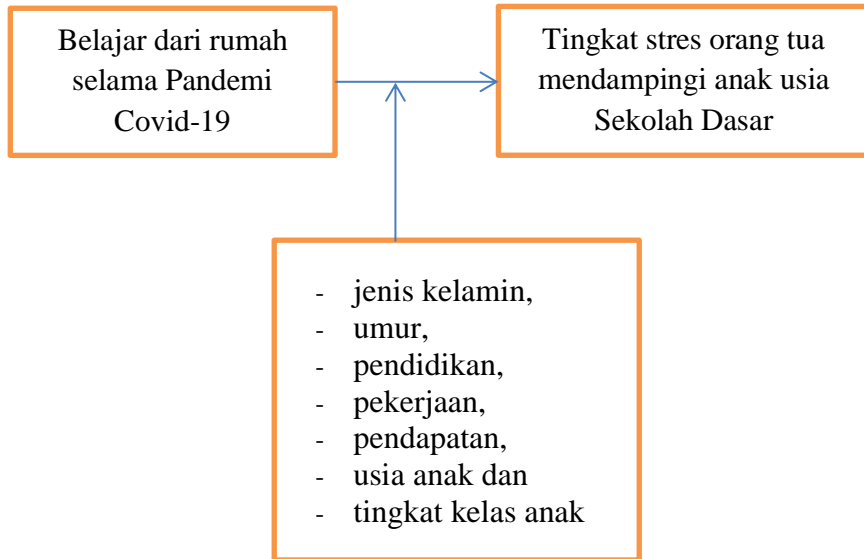 Belajar dari rumah
selama Pandemi
Covid-19
Tingkat stres orang tua
mendampingi anak usia
Sekolah Dasar
- jenis kelamin,
- umur,
- pendidikan,
- pekerjaan,
- pendapatan,
- usia anak dan
- tingkat kelas anak